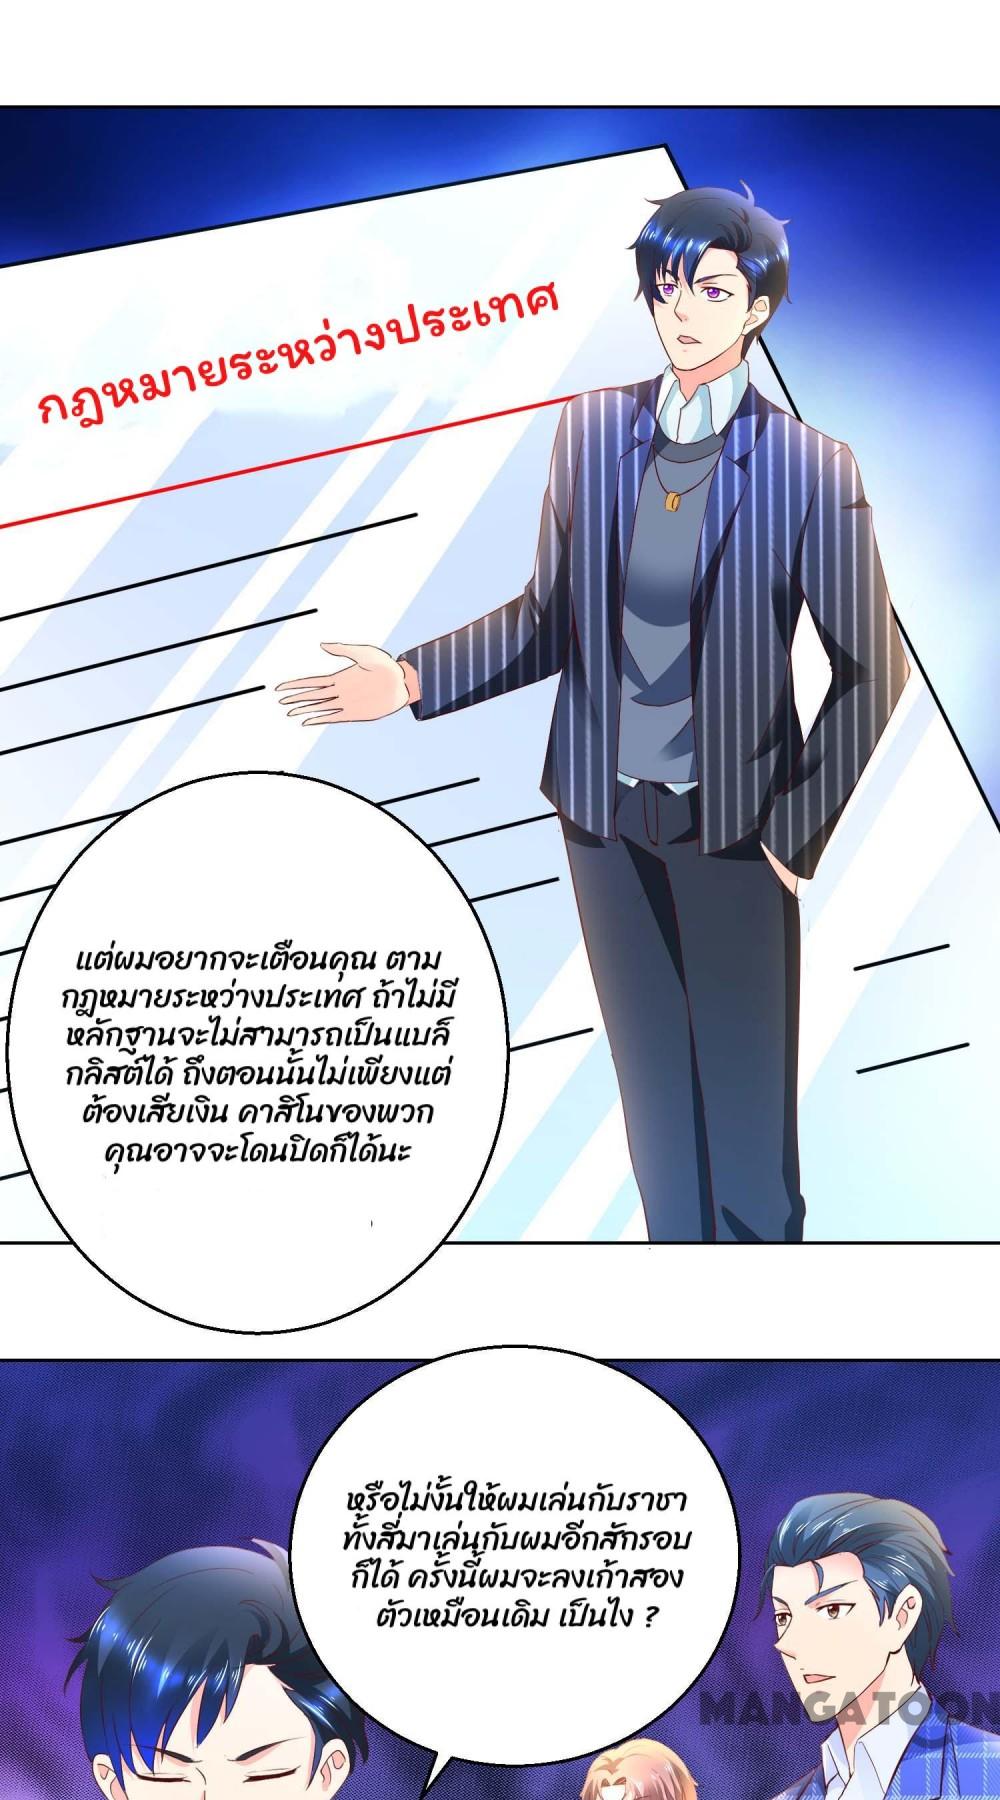 กฎหมายระหว่างประเทศ
แต่ผมอยากจะเตือนคุณ ตาม
กฎหมายระหว่างประเทศ ถ้าไม่มี
หลักฐานจะไม่สามารถเป็นแบล็
กลิสต์ได้ ถึงตอนนั้นไม่เพียงแต่
ต้องเสียเงิน คาสิโนของพวก
คุณอาจจะโดนปิดก็ได้นะ
หรือไม่งั้นให้ผมเล่นกับราชา
ทั้งสี่มาเล่นกับผมอีกสักรอบ
ก็ได้ ครั้งนี้ผมจะลงเก้าสอง
ตัวเหมือนเดิม เป็นไง ?
MANGATOON